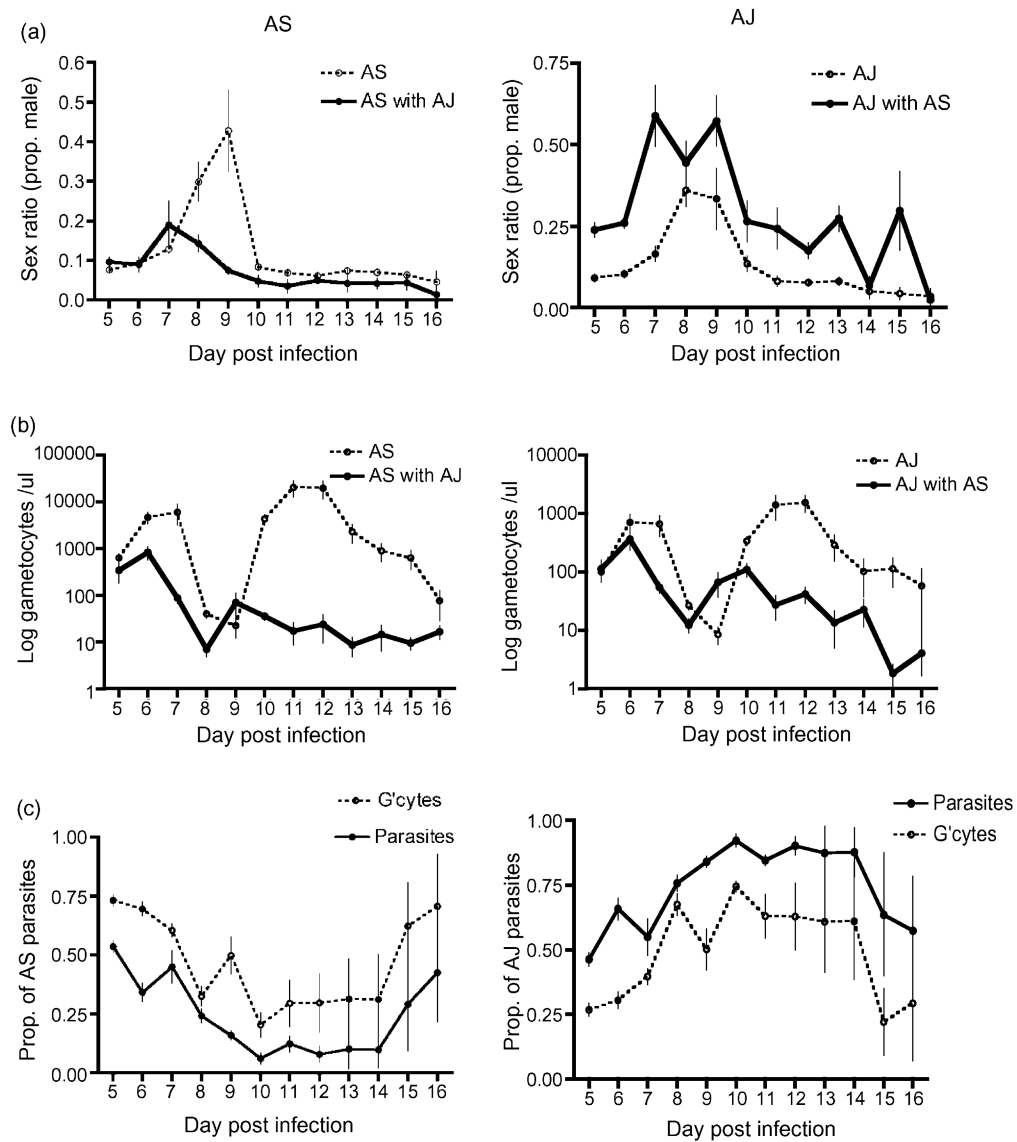 (a)
AS
AJ
Sex ratio (prop. male)
0.6
0.5
0.4
0.3
0.2
0.1
0.0
AS
AS with AJ
5 6 7 8 9 10 11 12 13 14 15 16
Day post infection
Sex ratio (prop. male)
0.75
0.50
0.25
0.00
AJ
AJ with AS
5 6 7 8 9 10 11 12 13 14 15 16
Day post infection
(b)
Log gametocytes /ul
100000
10000
1000
100
10
1
AS
AS with AJ
5 6 7 8 9 10 11 12 13 14 15 16
Day post infection
Log gametocytes /ul
10000
1000
100
10
1
AJ
AJ with AS
5 6 7 8 9 10 11 12 13 14 15 16
Day post infection
(c)
Prop. of AS parasites
1.00
0.75
0.50
0.25
0.00
G'cytes
Parasites
5 6 7 8 9 10 11 12 13 14 15 16
Day post infection
Prop. of AJ parasites
1.00
0.75
0.50
0.25
0.00
Parasites
G'cytes
5 6 7 8 9 10 11 12 13 14 15 16
Day post infection